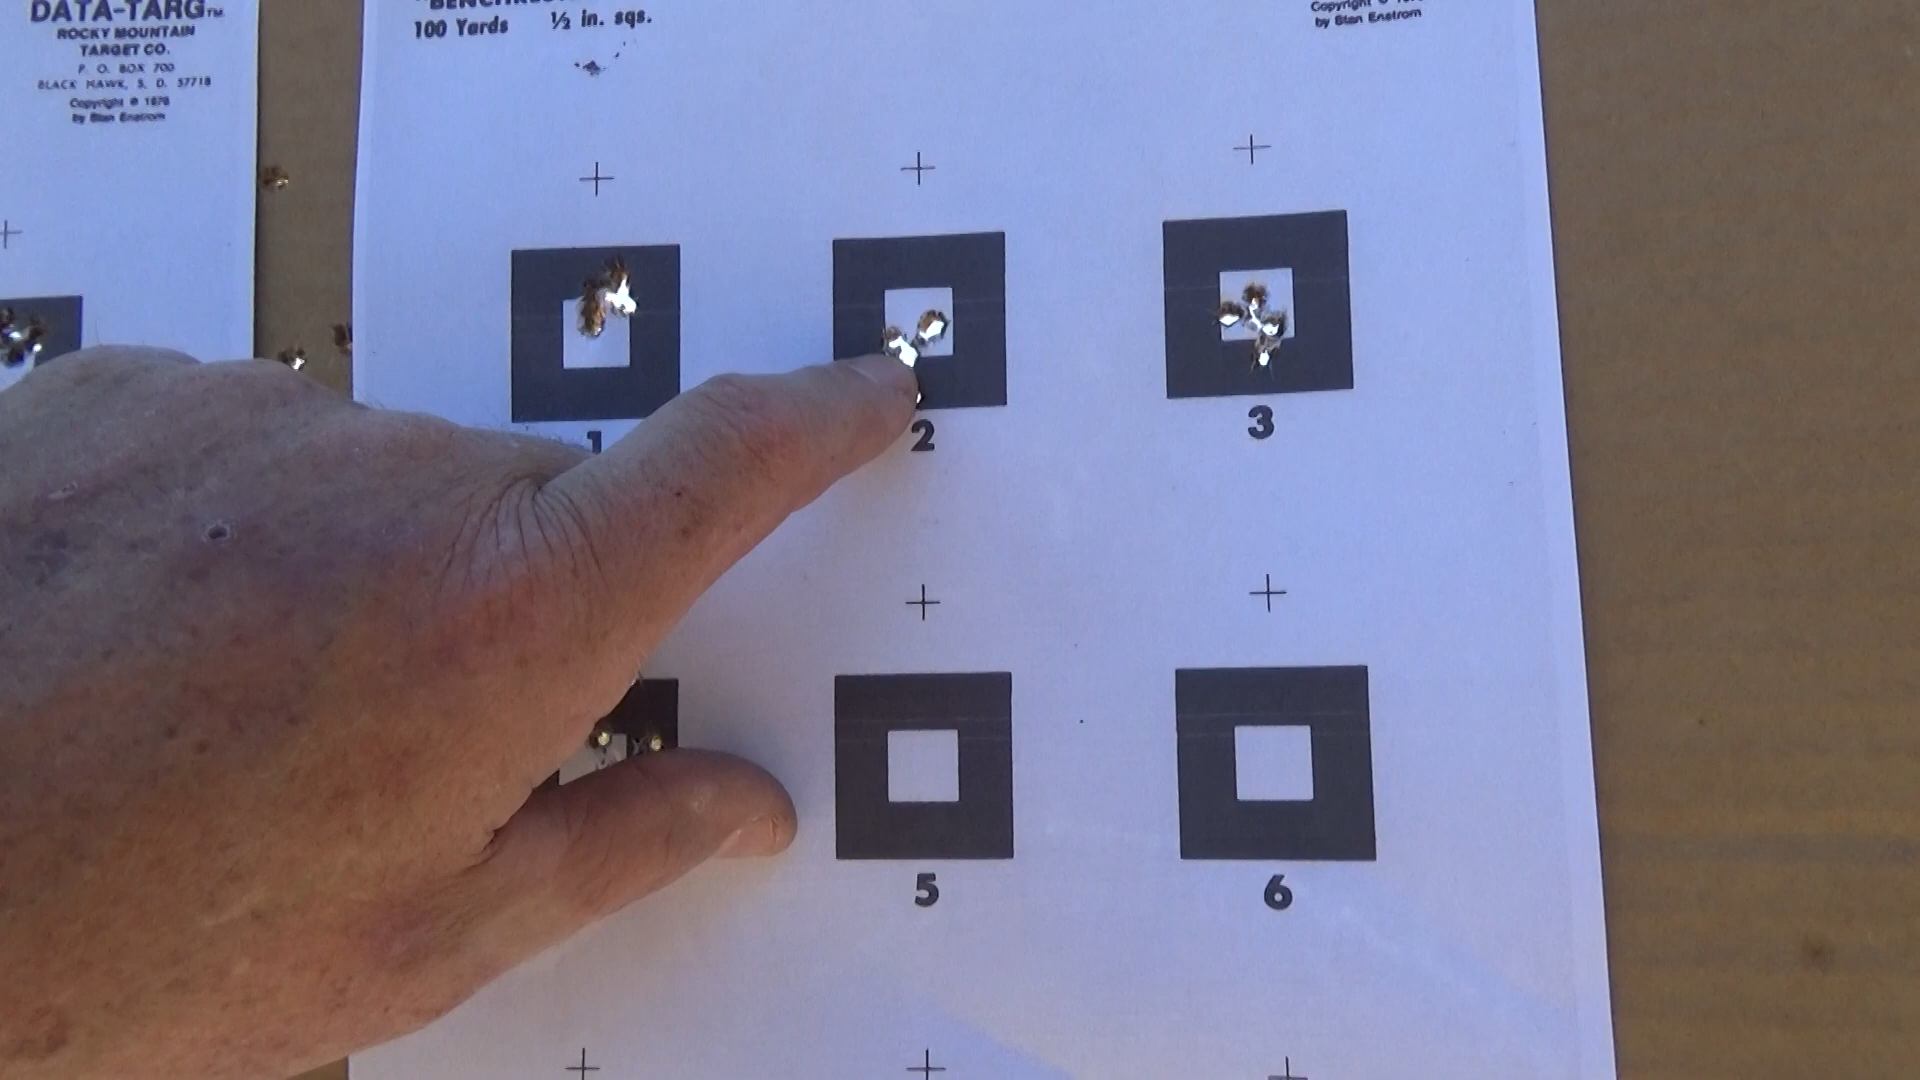 DATA-TARG™
ROCKY MOUNTAIN
TARGET CO.
P. O. BOX 700
BLACK HAWK, S. D. 57718
Copyright © 1978
by Stan Enstrom
100 Yards ½ in. sqs.
Copyright ©
by Stan Enstrom
1
2
3
5
6